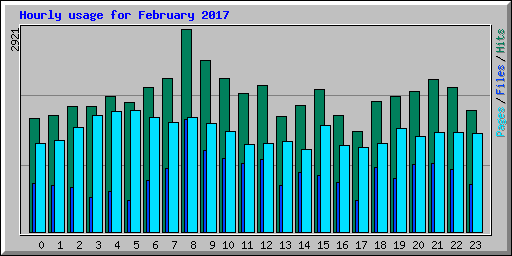 Hourly usage for February 2017
2921
Pages/Files/Hits
0 1 2 3 4 5 6 7 8 9 10 11 12 13 14 15 16 17 18 19 20 21 22 23